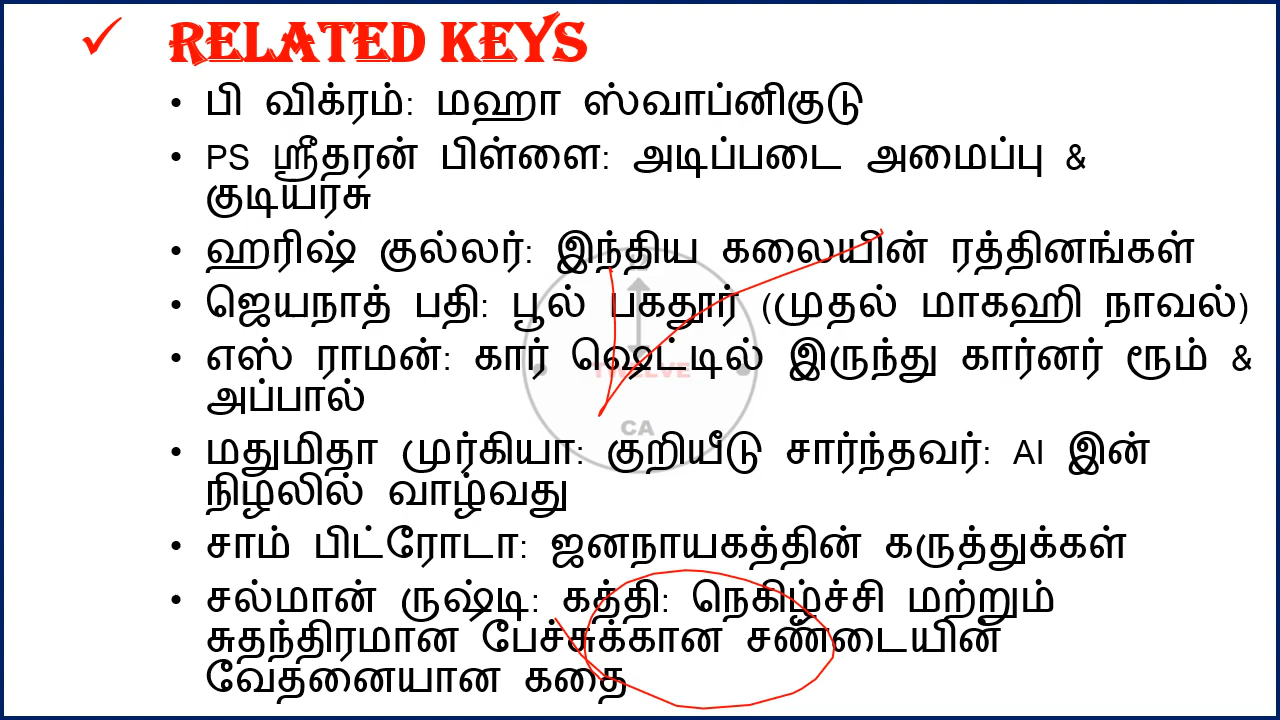 RELATED KEYS
• பி விக்ரம்: மஹா ஸ்வாப்னிகுடு
• PS ஸ்ரீதரன் பிள்ளை: அடிப்படை அமைப்பு &
குடியரசு
• ஹரிஷ் குல்லர்: இந்திய கலையின் ரத்தினங்கள்
• ஜெயநாத் பதி: பூல் பகதூர் (முதல் மாகஹி நாவல்)
• எஸ் ராமன்: கார் ஷெட்டில் இருந்து கார்னர் ரூம் &
அப்பால்
TWELVE
CA
• மதுமிதா முர்கியா: குறியீடு சார்ந்தவர்: AI இன்
நிழலில் வாழ்வது
• சாம் பிட்ரோடா: ஜனநாயகத்தின் கருத்துக்கள்
• சல்மான் ருஷ்டி: கத்தி: நெகிழ்ச்சி மற்றும்
சுதந்திரமான பேச்சுக்கான சண்டையின்
வேதனையான கதை